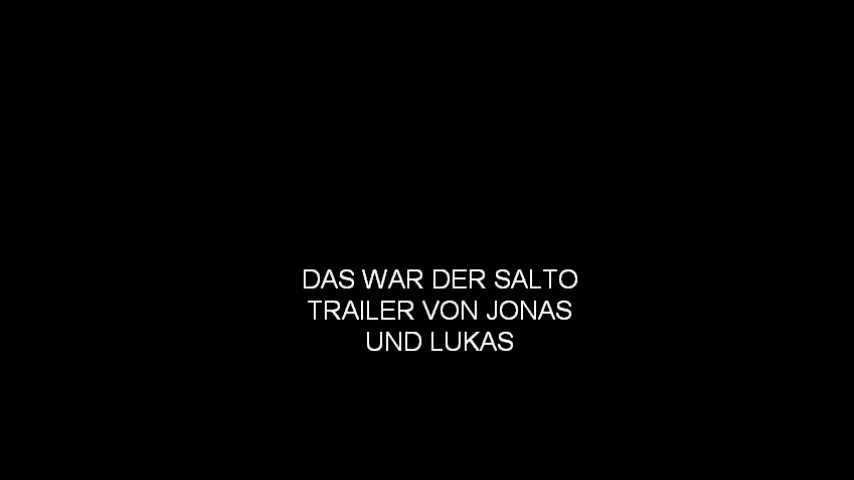 DAS WAR DER SALTO
TRAILER VON JONAS
UND LUKAS